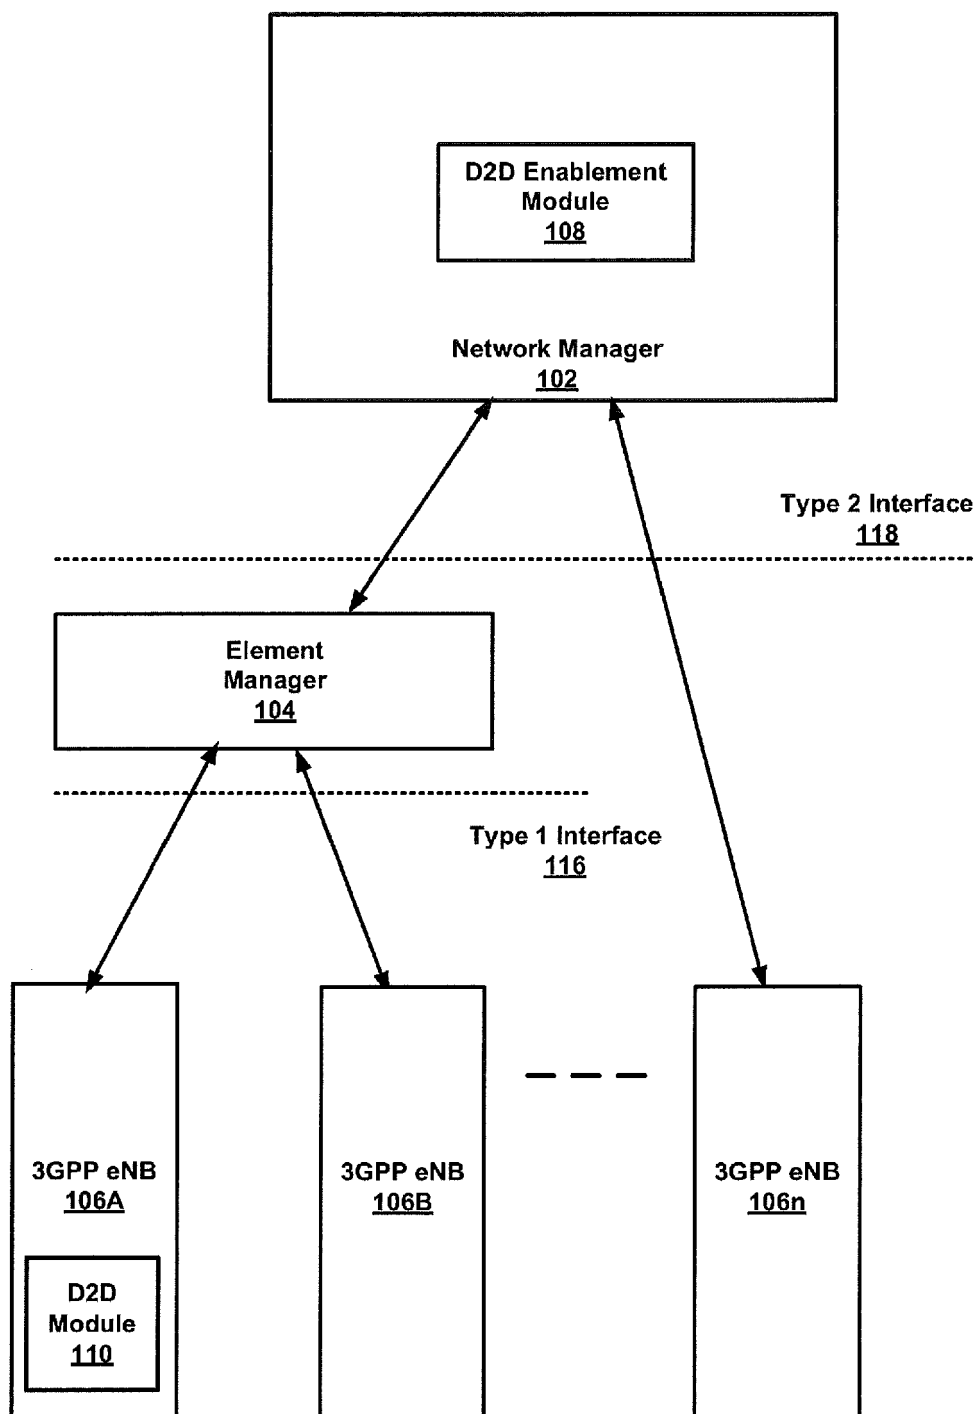 D2D Enablement
Module
108
Network Manager
102
Type 2 Interface
118
Element
Manager
104
Type 1 Interface
116
3GPP eNB
106A
3GPP eNB
106B
3GPP eNB
106n
D2D
Module
110